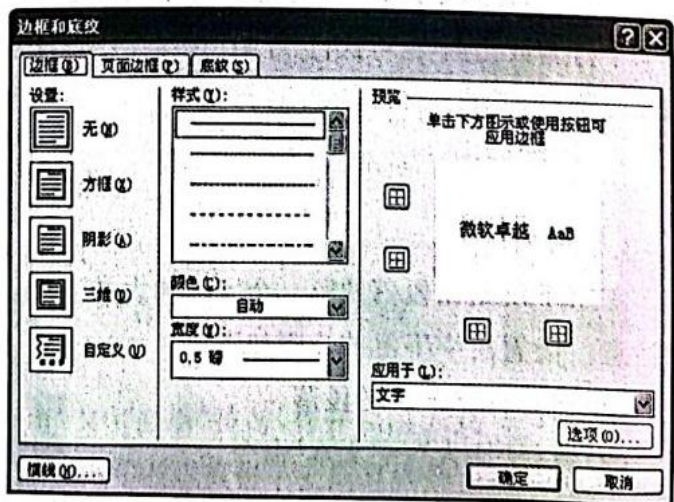 边框和底纹
边框(B) 页面边框(P) 底纹(S)
设置:
无(N)
方框(X)
阴影(A)
三维(D)
自定义(U)
样式(Y):
颜色(C):
自动
宽度(W):
0.5 磅
预览
单击下方图示或使用按钮可
应用边框
微软卓越 AaB
应用于(L):
文字
选项(O)...
横线(H)....
确定
取消